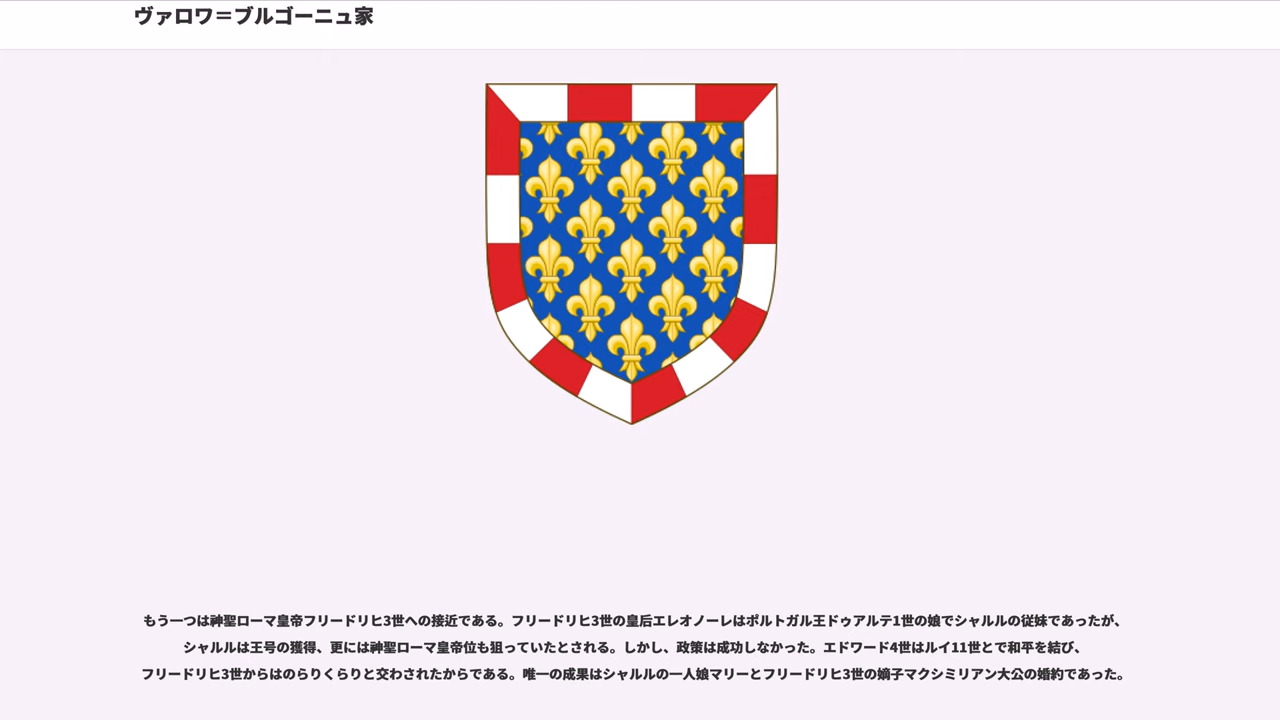 ヴァロワ＝ブルゴーニュ家
もう一つは神聖ローマ皇帝フリードリヒ3世への接近である。フリードリヒ3世の皇后エレオノーレはポルトガル王ドゥアルテ1世の娘でシャルルの従妹であったが、
シャルルは王号の獲得、更には神聖ローマ皇帝位も狙っていたとされる。しかし、政策は成功しなかった。エドワード4世はルイ11世とで和平を結び、
フリードリヒ3世からはのらりくらりと交わされたからである。唯一の成果はシャルルの一人娘マリーとフリードリヒ3世の嫡子マクシミリアン大公の婚約であった。